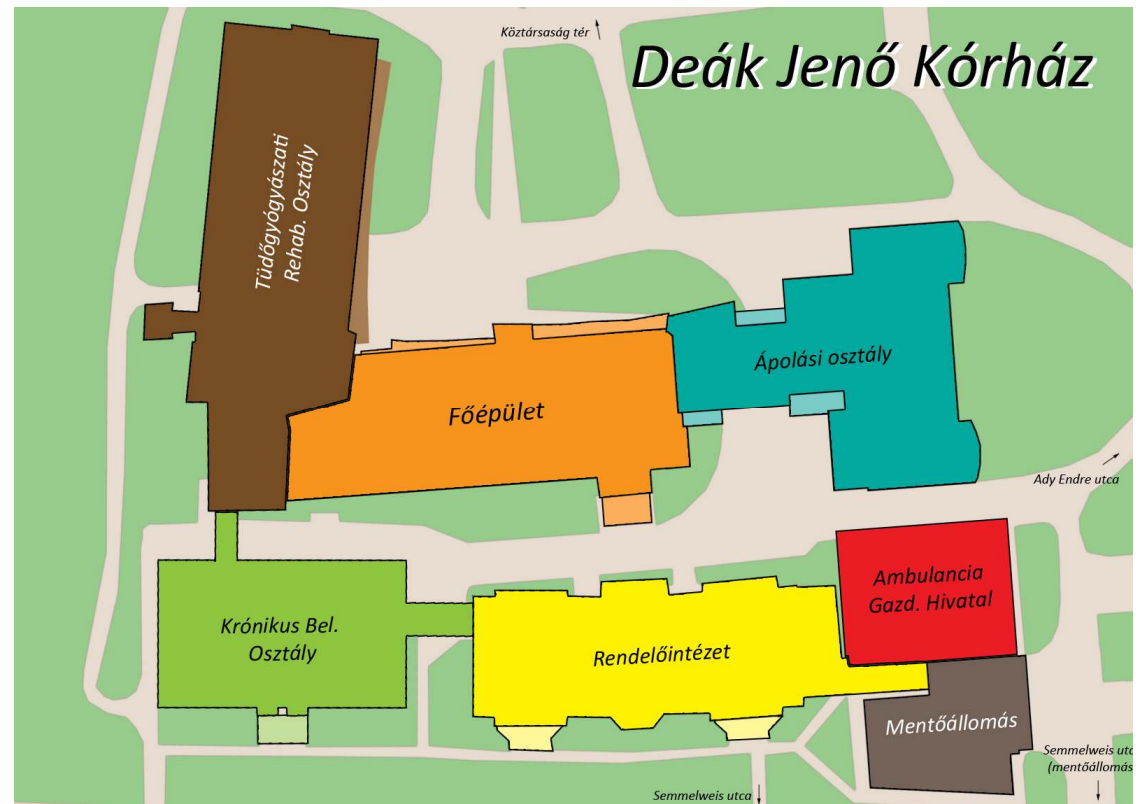 Köztársaság tér
Deák Jenő Kórház
Tüdőgyógyászati
Rehab. Osztály
Ápolási osztály
Főépület
Ady Endre utca
Ambulancia
Gazd. Hivatal
Krónikus Bel.
Osztály
Rendelőintézet
Mentőállomás
Semmelweis utca
(mentőállomás)
Semmelweis utca